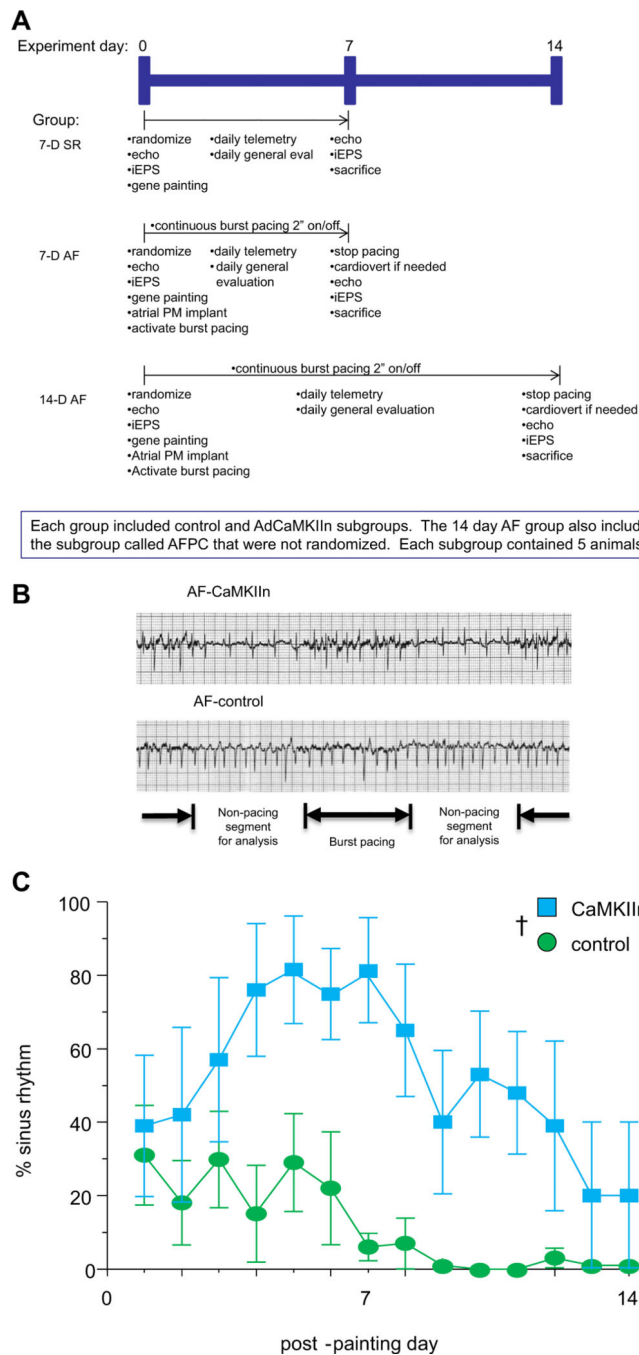 A
Experiment day: 0 7 14
Group:
7-D SR
•randomize
•echo
•iEPS
•gene painting
•daily telemetry
•daily general eval
•echo
•iEPS
•sacrifice
•continuous burst pacing 2" on/off
7-D AF
•randomize
•echo
•iEPS
•gene painting
•atrial PM implant
•activate burst pacing
•daily telemetry
•daily general
evaluation
•stop pacing
•cardiovert if needed
•echo
•iEPS
•sacrifice
•continuous burst pacing 2" on/off
14-D AF
•randomize
•echo
•iEPS
•gene painting
•Atrial PM implant
•Activate burst pacing
•daily telemetry
•daily general evaluation
•stop pacing
•cardiovert if needed
•echo
•iEPS
•sacrifice
Each group included control and AdCaMKIIn subgroups. The 14 day AF group also includ
the subgroup called AFPC that were not randomized. Each subgroup contained 5 animals
B
AF-CaMKIIn
AF-control
Non-pacing
segment
for analysis
Burst pacing
Non-pacing
segment
for analysis
C
† CaMKIIn
control
% sinus rhythm
100
80
60
40
20
0
0 7 14
post -painting day